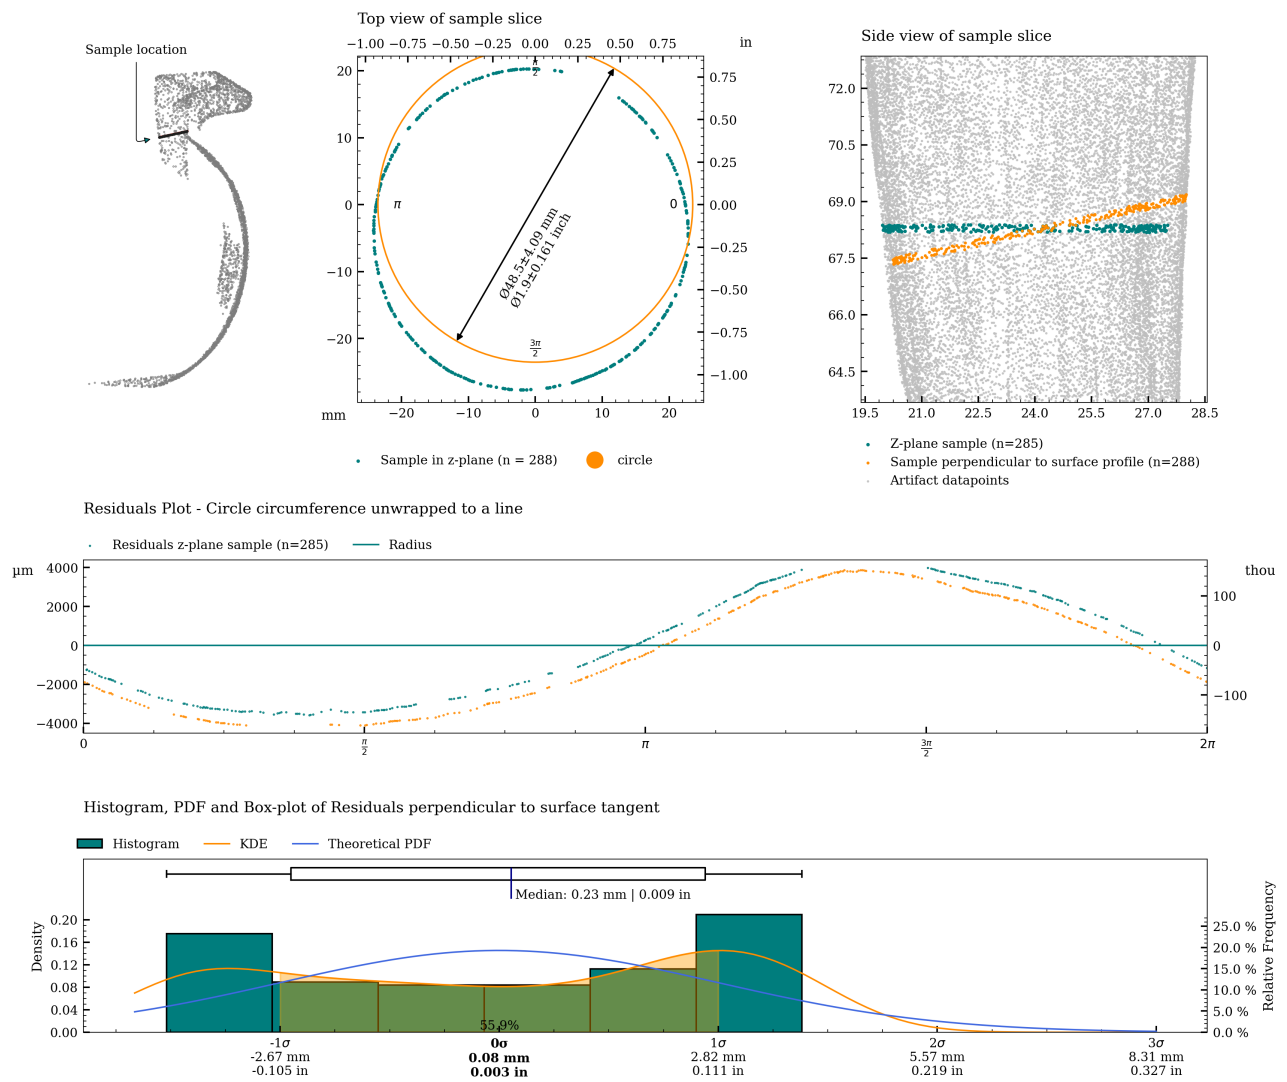 Sample location
Top view of sample slice
−1.00 −0.75 −0.50 −0.25 0.00 0.25 0.50 0.75 in
20 10 0 −10 −20
0.75 0.50 0.25 0.00 −0.25 −0.50 −0.75 −1.00
π/2
π
0
3π/2
Ø48.5±4.09 mm
Ø1.9±0.161 inch
mm −20 −10 0 10 20
Sample in z-plane (n = 288) circle
Side view of sample slice
72.0
70.5
69.0
67.5
66.0
64.5
19.5 21.0 22.5 24.0 25.5 27.0 28.5
Z-plane sample (n=285)
Sample perpendicular to surface profile (n=288)
Artifact datapoints
Residuals Plot - Circle circumference unwrapped to a line
Residuals z-plane sample (n=285) Radius
µm 4000 2000 0 −2000 −4000
thou 100 0 −100
0 π/2 π 3π/2 2π
Histogram, PDF and Box-plot of Residuals perpendicular to surface tangent
Histogram KDE Theoretical PDF
Median: 0.23 mm | 0.009 in
Density
0.20 0.16 0.12 0.08 0.04 0.00
Relative Frequency
25.0 % 20.0 % 15.0 % 10.0 % 5.0 % 0.0 %
55.9%
-1σ 0σ 1σ 2σ 3σ
-2.67 mm 0.08 mm 2.82 mm 5.57 mm 8.31 mm
-0.105 in 0.003 in 0.111 in 0.219 in 0.327 in